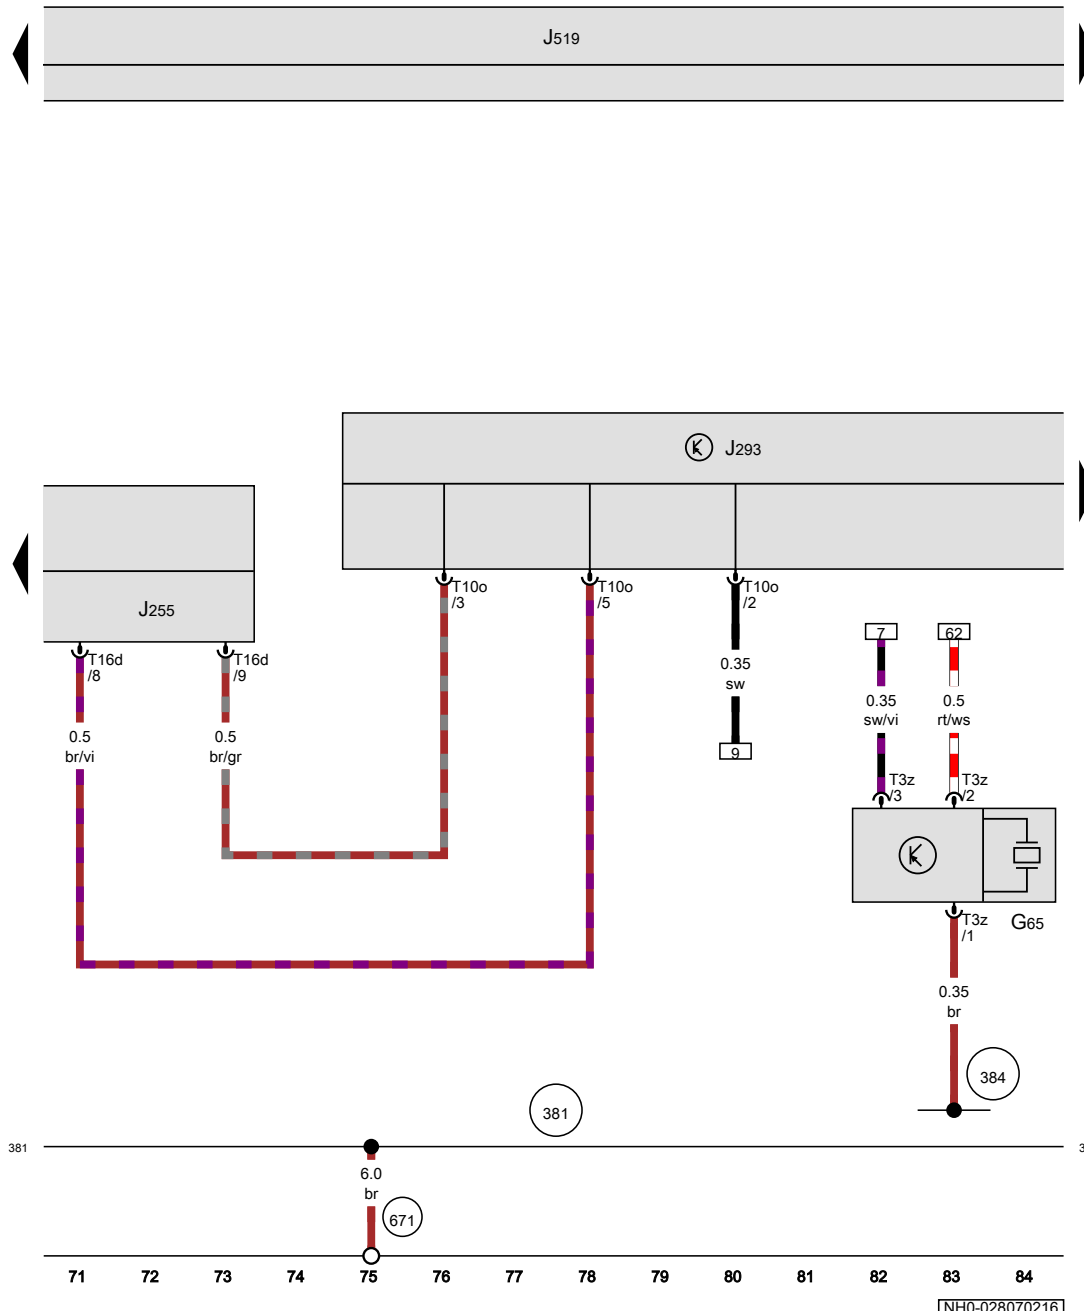 J519
J293
J255
T10o
/3
T10o
/5
T10o
/2
T16d
/8
T16d
/9
7
62
0.35
sw
0.35
sw/vi
0.5
rt/ws
0.5
br/vi
0.5
br/gr
9
T3z
/3
T3z
/2
T3z
/1
G65
0.35
br
384
381
381
3
6.0
br
671
71 72 73 74 75 76 77 78 79 80 81 82 83 84
NH0-028070216